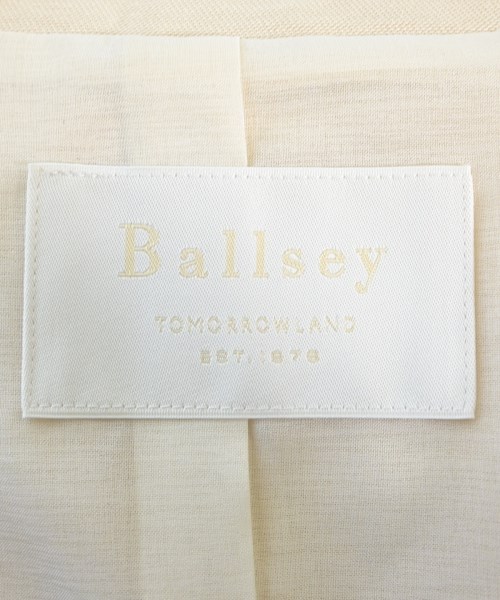 Ballsey
TOMORROWLAND
EST. 1978